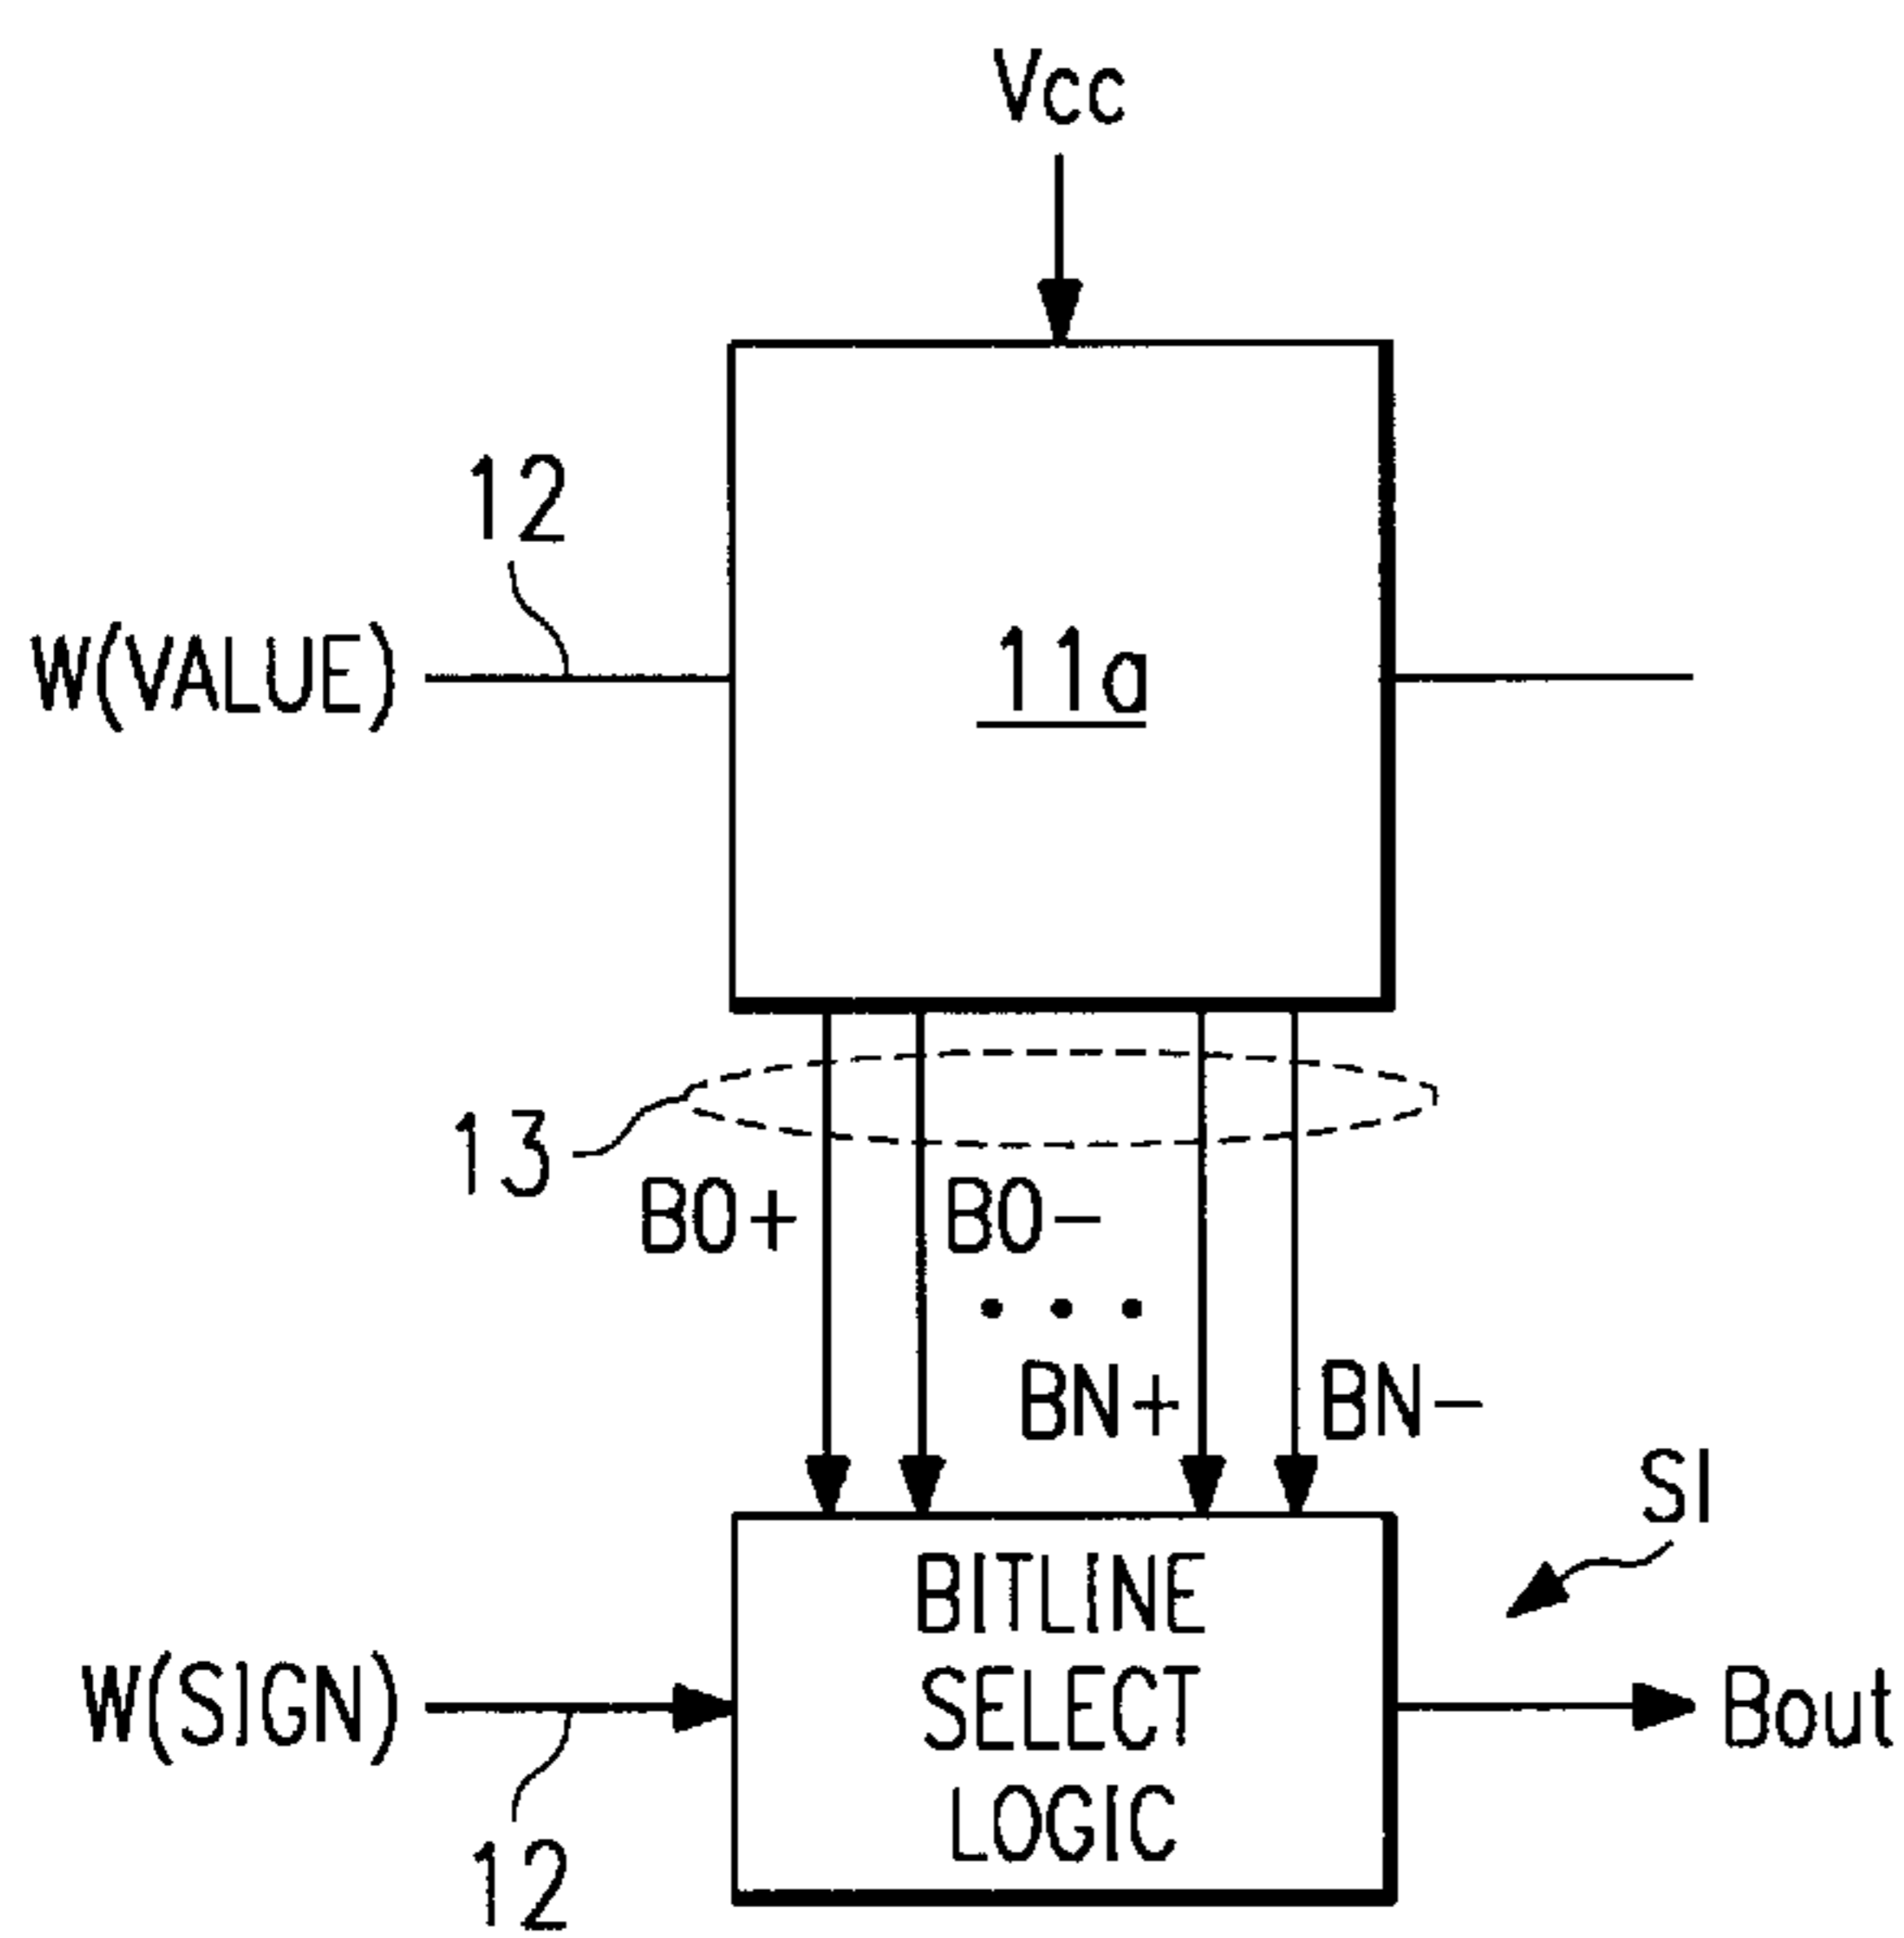 Vcc
12
W(VALUE)
11a
13
B0+
B0-
• • •
BN+
BN-
SI
BITLINE
SELECT
LOGIC
W(SIGN)
Bout
12